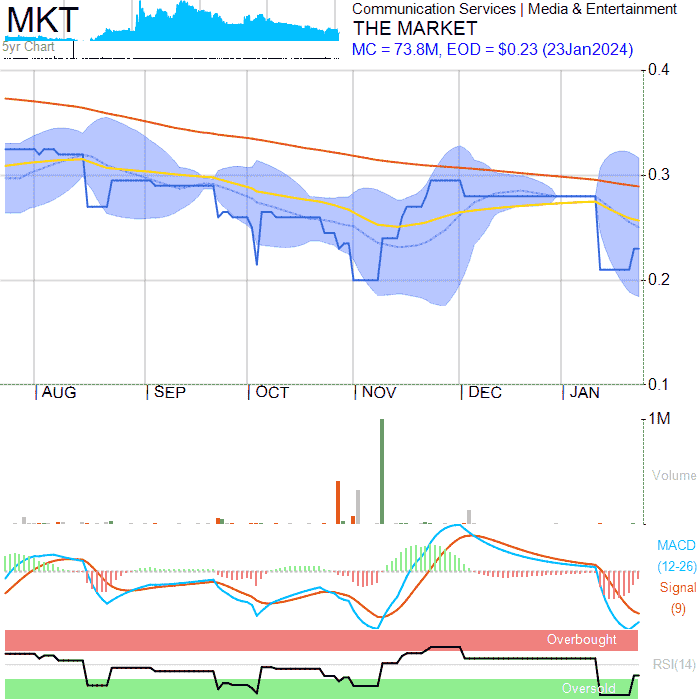 MKT
5yr Chart
Communication Services | Media & Entertainment
THE MARKET
MC = 73.8M, EOD = $0.23 (23Jan2024)
0.4
0.3
0.2
0.1
AUG SEP OCT NOV DEC JAN
1M
Volume
MACD
(12-26)
Signal
(9)
Overbought
RSI(14)
Oversold